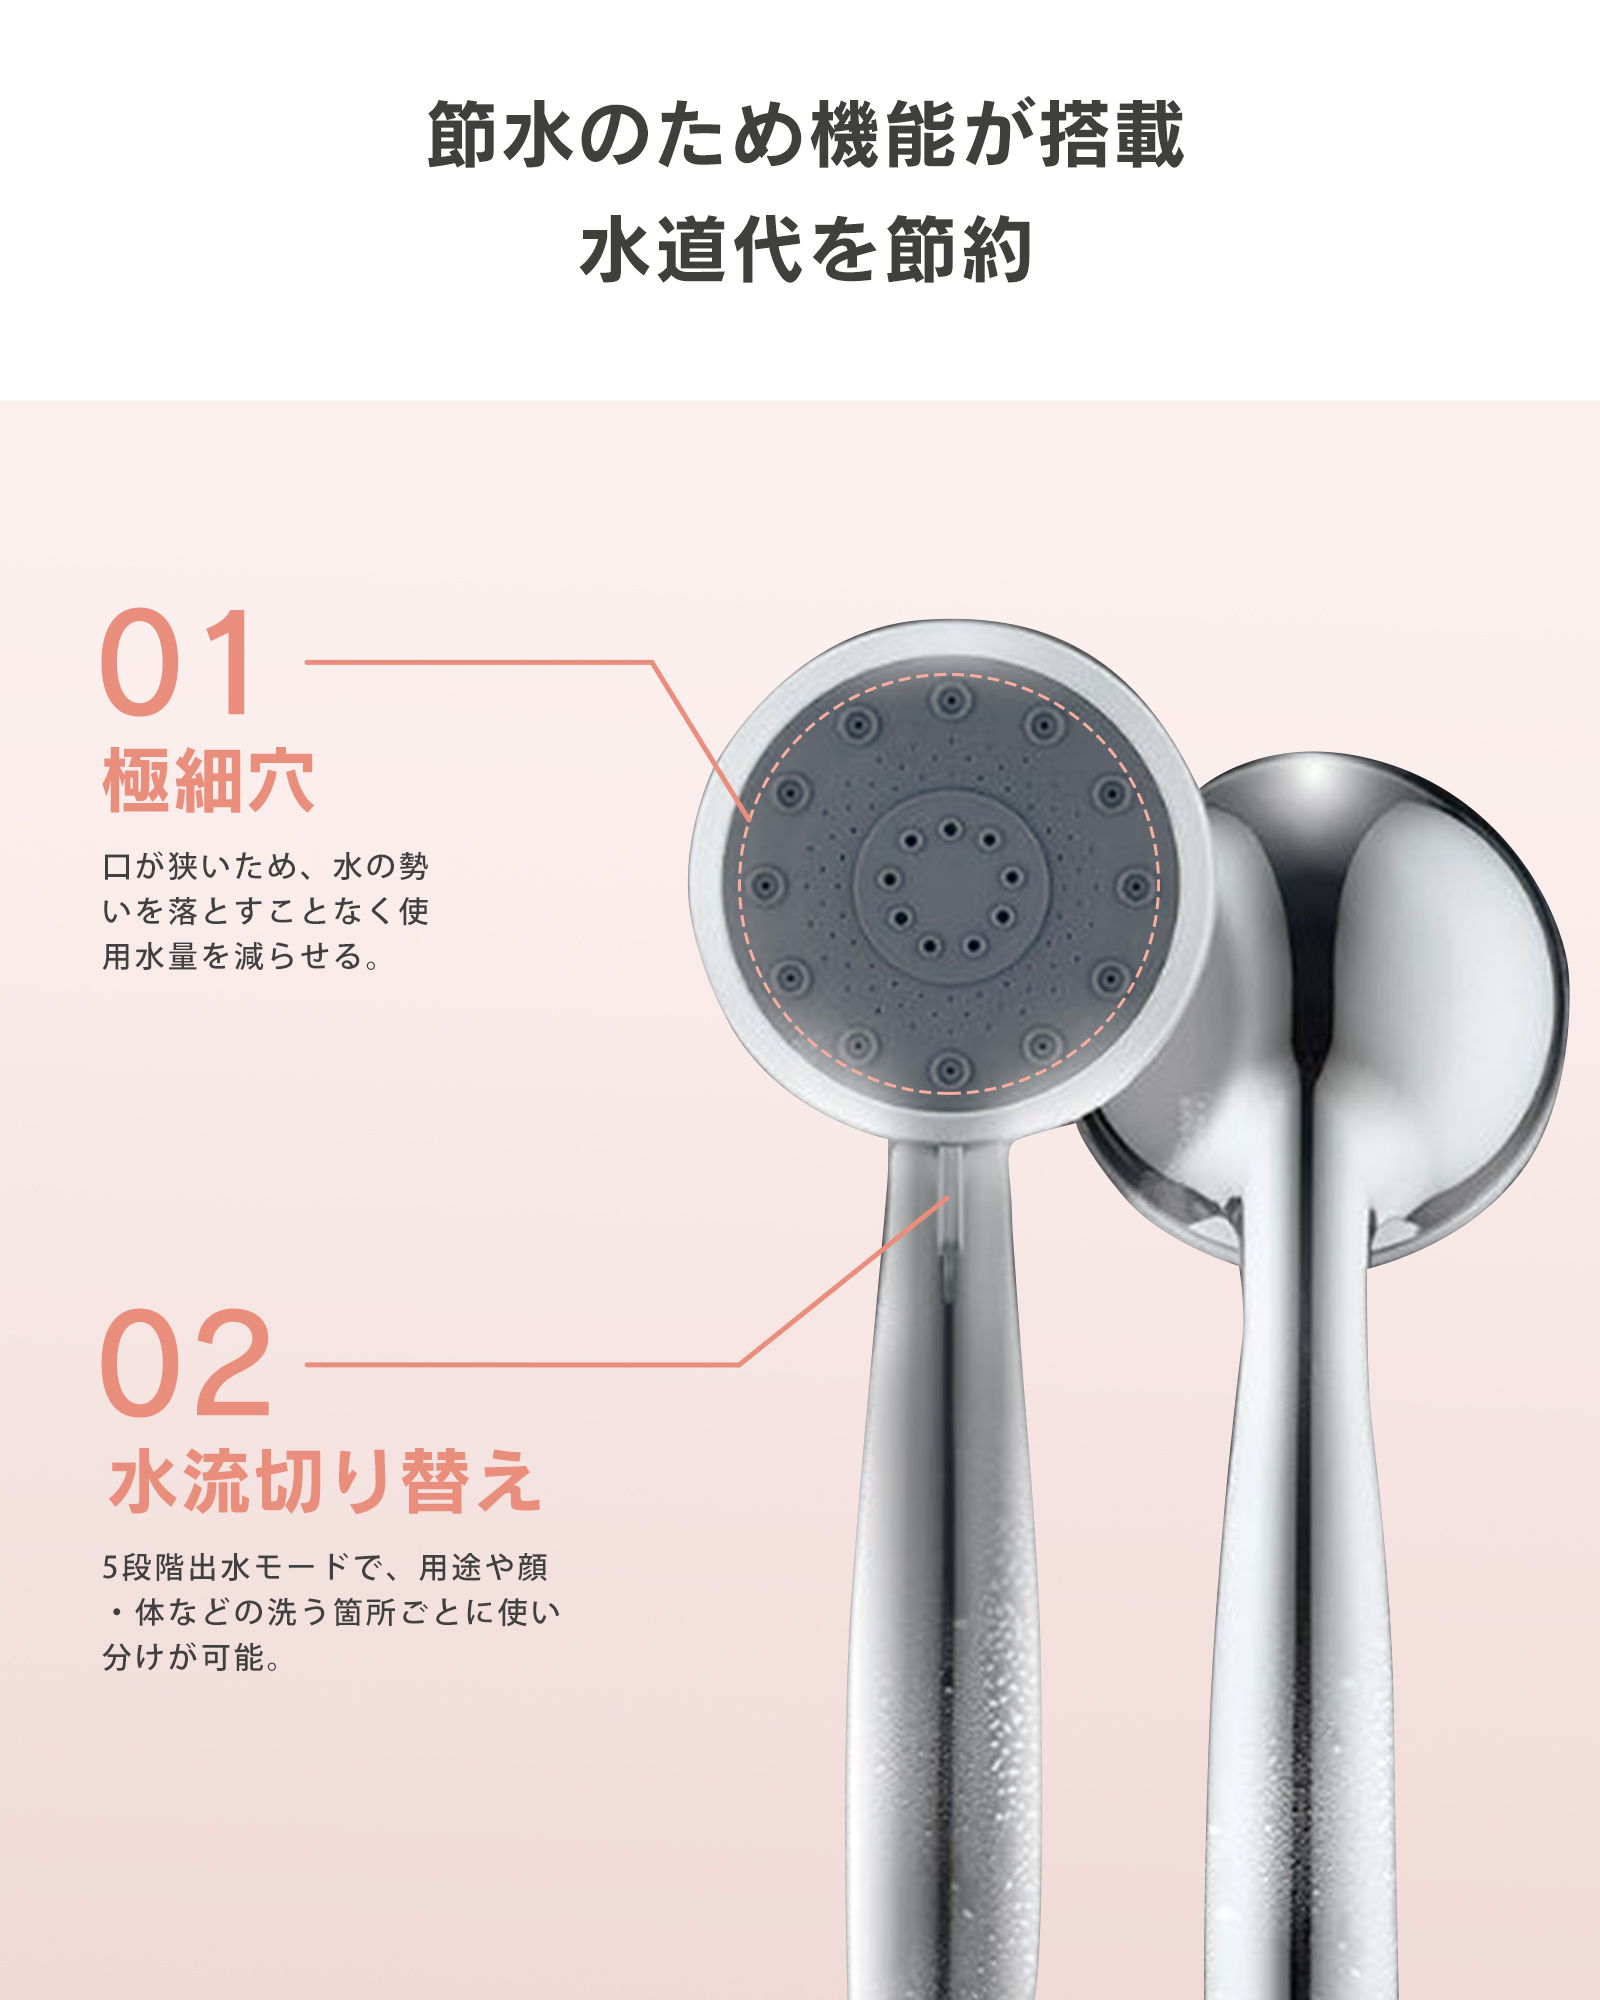 節水のため機能が搭載
水道代を節約
01
極細穴
口が狭いため、水の勢
いを落とすことなく使
用水量を減らせる。
02
水流切り替え
5段階出水モードで、用途や顔
・体などの洗う箇所ごとに使い
分けが可能。